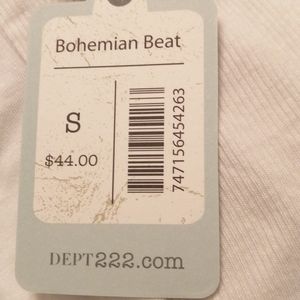 Bohemian Beat
S
$44.00
747156454263
DEPT222.com